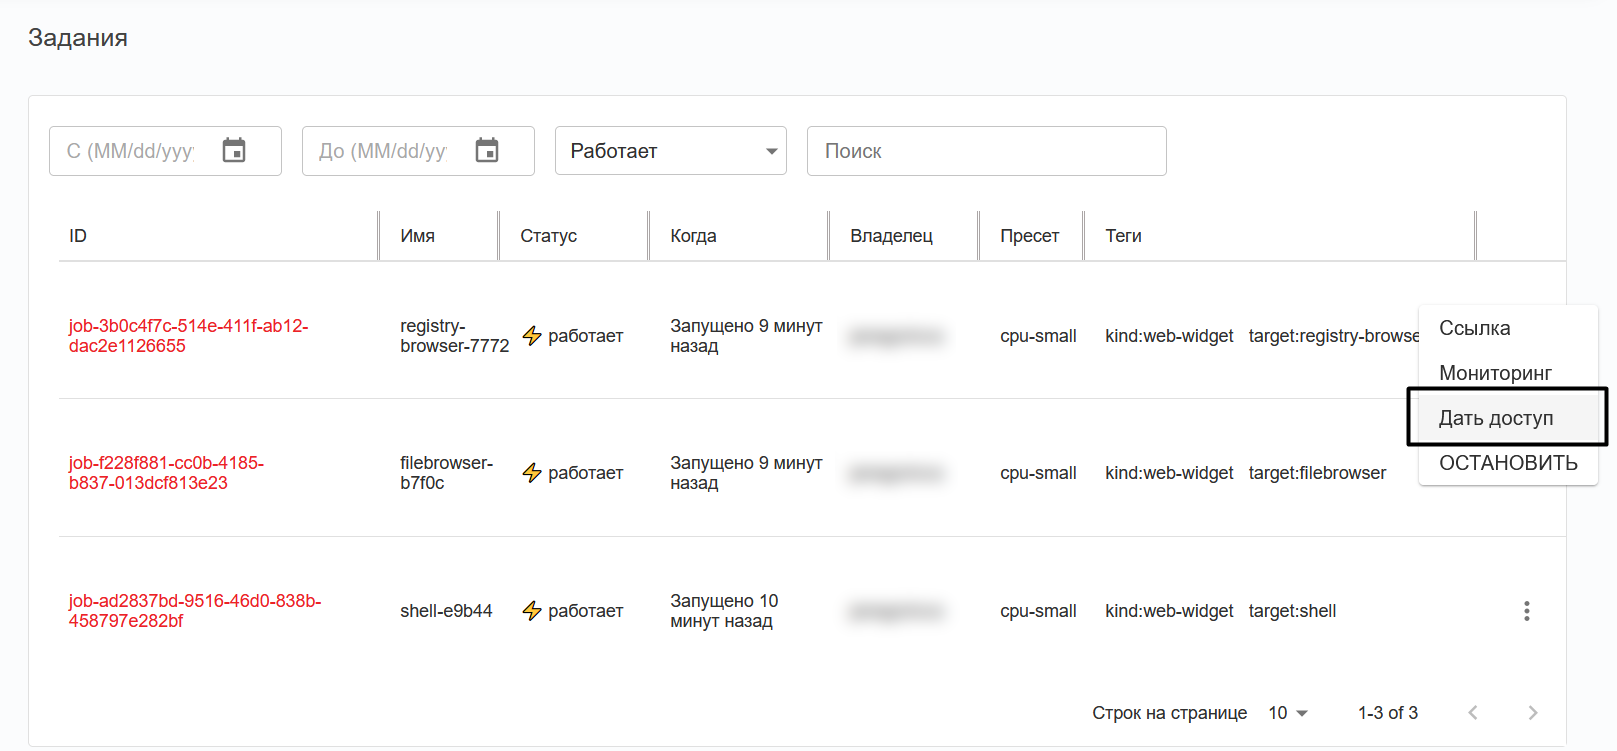 Задания
С (MM/dd/yyy
До (MM/dd/yy
Работает
Поиск
ID
Имя
Статус
Когда
Владелец
Пресет
Теги
job-3b0c4f7c-514e-411f-ab12-
dac2e1126655
registry-
browser-7772
работает
Запущено 9 минут
назад
cpu-small
kind:web-widget target:registry-browse
Ссылка
Мониторинг
Дать доступ
ОСТАНОВИТЬ
job-f228f881-cc0b-4185-
b837-013dcf813e23
filebrowser-
b7f0c
работает
Запущено 9 минут
назад
cpu-small
kind:web-widget target:filebrowser
job-ad2837bd-9516-46d0-838b-
458797e282bf
shell-e9b44
работает
Запущено 10
минут назад
cpu-small
kind:web-widget target:shell
Строк на странице 10 1-3 of 3